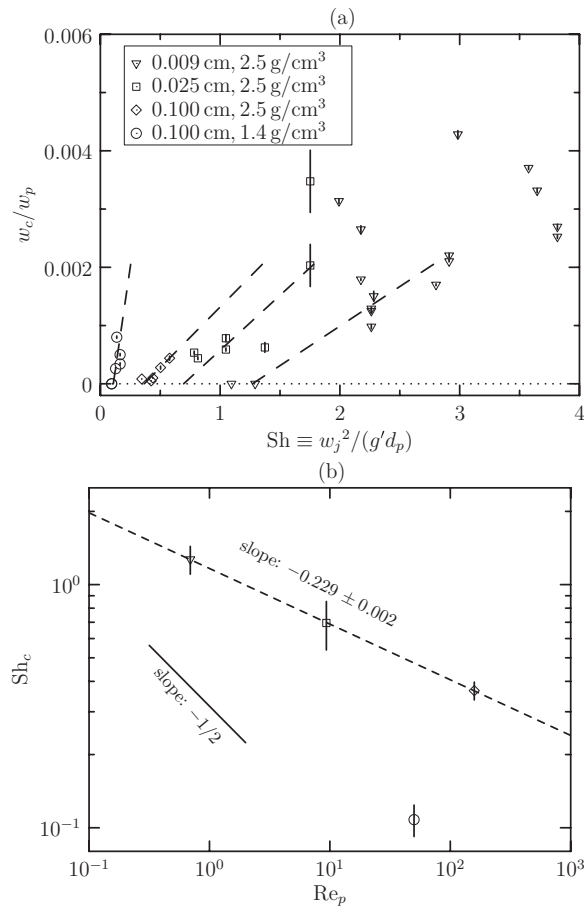 (a)
0.006
0.004
0.002
0
w_c/w_p
0.009 cm, 2.5 g/cm³
0.025 cm, 2.5 g/cm³
0.100 cm, 2.5 g/cm³
0.100 cm, 1.4 g/cm³
0 1 2 3 4
Sh ≡ w_j²/(g′d_p)
(b)
10⁰
10⁻¹
Sh_c
slope: −0.229 ± 0.002
slope: −1/2
10⁻¹ 10⁰ 10¹ 10² 10³
Re_p